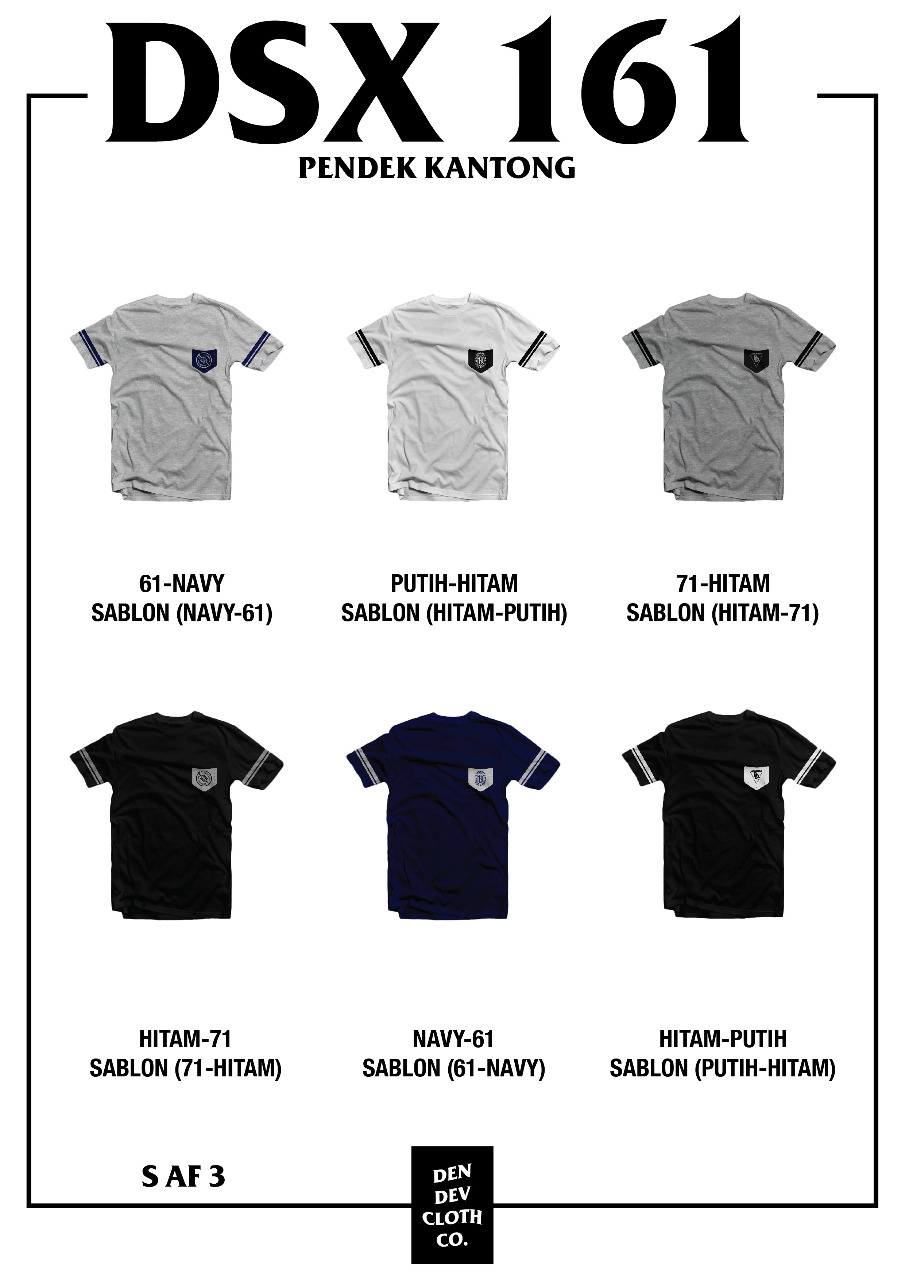 DSX 161
PENDEK KANTONG
61-NAVY
SABLON (NAVY-61)
PUTIH-HITAM
SABLON (HITAM-PUTIH)
71-HITAM
SABLON (HITAM-71)
HITAM-71
SABLON (71-HITAM)
NAVY-61
SABLON (61-NAVY)
HITAM-PUTIH
SABLON (PUTIH-HITAM)
S AF 3
DEN
DEV
CLOTH
CO.